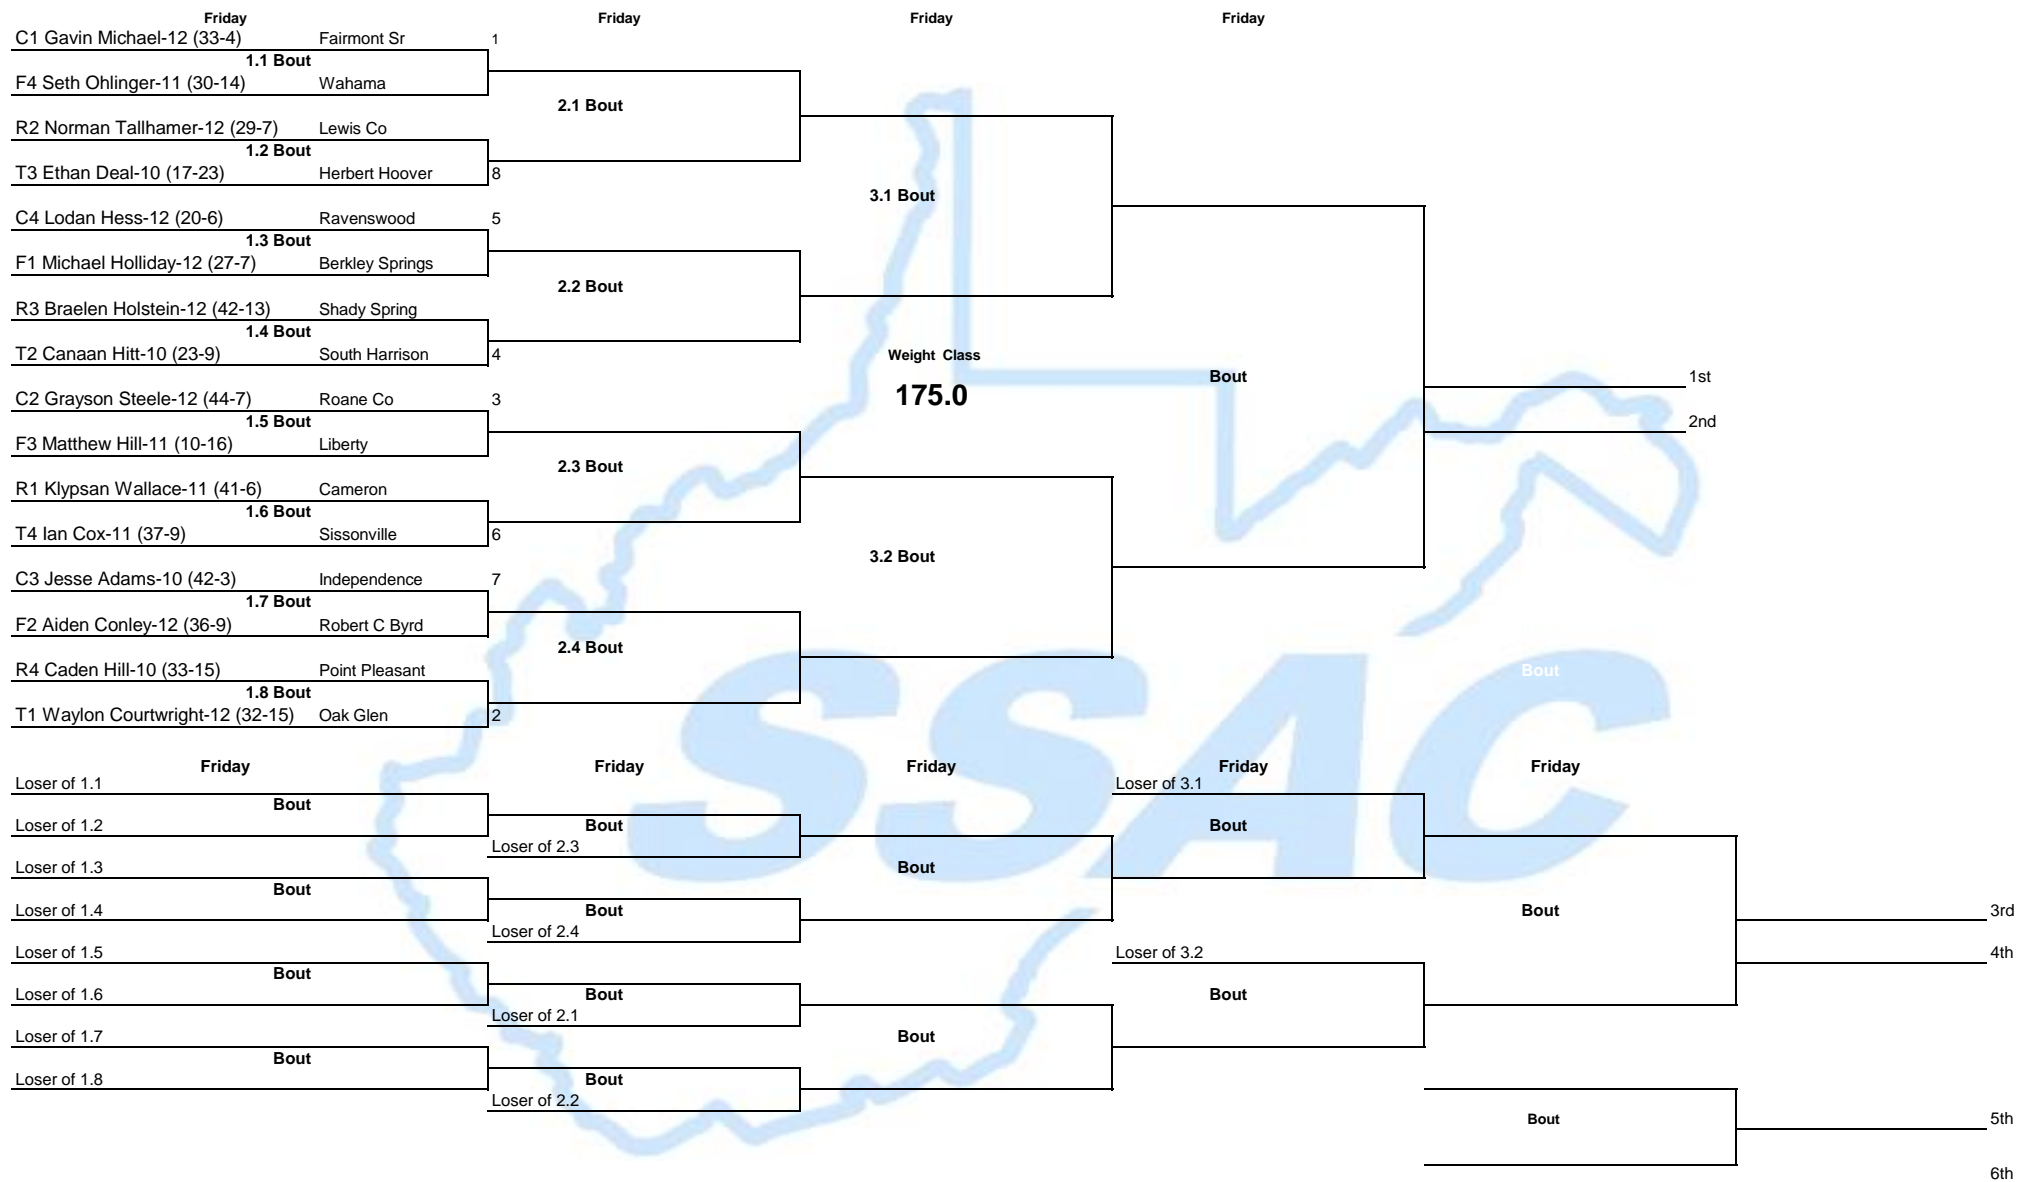 Friday Friday Friday Friday
C1 Gavin Michael-12 (33-4) Fairmont Sr 1
1.1 Bout
F4 Seth Ohlinger-11 (30-14) Wahama
2.1 Bout
R2 Norman Tallhamer-12 (29-7) Lewis Co
1.2 Bout
T3 Ethan Deal-10 (17-23) Herbert Hoover 8
3.1 Bout
C4 Lodan Hess-12 (20-6) Ravenswood 5
1.3 Bout
F1 Michael Holliday-12 (27-7) Berkley Springs
2.2 Bout
R3 Braelen Holstein-12 (42-13) Shady Spring
1.4 Bout
T2 Canaan Hitt-10 (23-9) South Harrison 4
Weight Class
Bout 1st
175.0
C2 Grayson Steele-12 (44-7) Roane Co 3
1.5 Bout 2nd
F3 Matthew Hill-11 (10-16) Liberty
2.3 Bout
R1 Klypsan Wallace-11 (41-6) Cameron
1.6 Bout
T4 Ian Cox-11 (37-9) Sissonville 6
3.2 Bout
C3 Jesse Adams-10 (42-3) Independence 7
1.7 Bout
F2 Aiden Conley-12 (36-9) Robert C Byrd
2.4 Bout
R4 Caden Hill-10 (33-15) Point Pleasant Bout
1.8 Bout
T1 Waylon Courtwright-12 (32-15) Oak Glen 2
SSAC
Friday Friday Friday Friday Friday
Loser of 1.1 Loser of 3.1
Bout
Loser of 1.2 Bout Bout
Loser of 2.3
Loser of 1.3 Bout
Bout
Loser of 1.4 Bout Bout 3rd
Loser of 2.4
Loser of 1.5 Loser of 3.2 4th
Bout
Loser of 1.6 Bout Bout
Loser of 2.1
Loser of 1.7 Bout
Bout
Loser of 1.8 Bout
Loser of 2.2
Bout 5th
6th